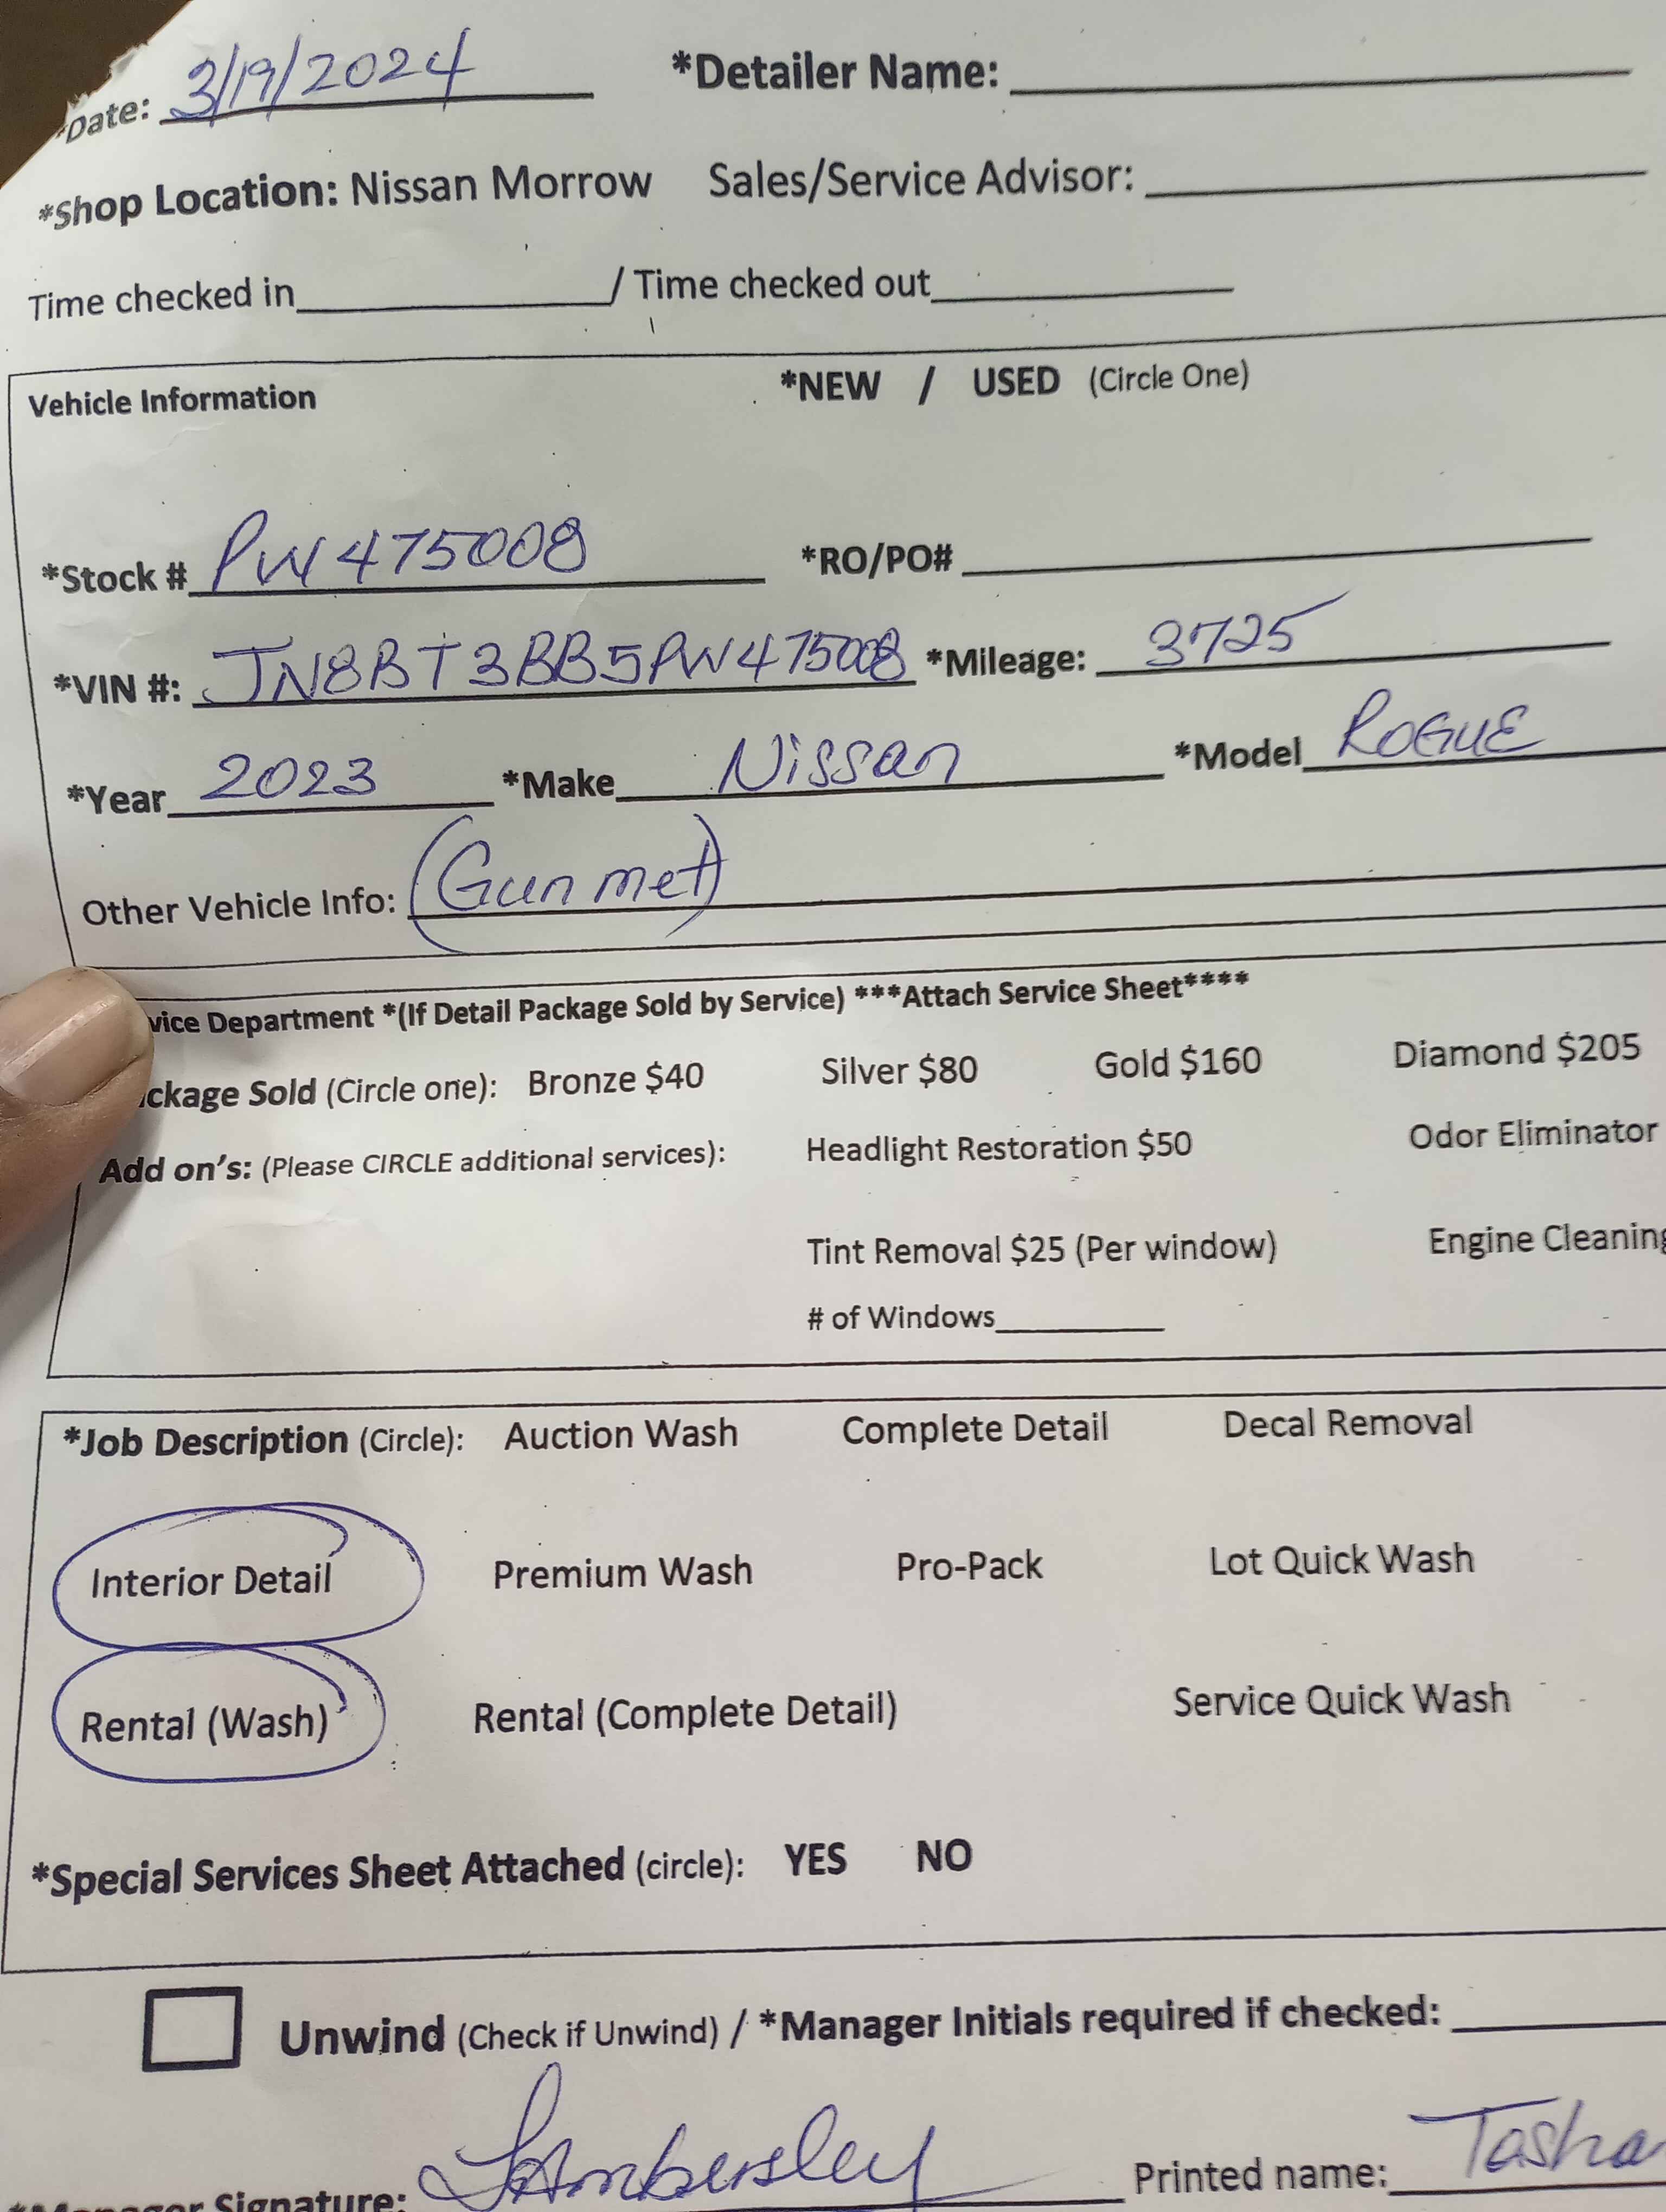 *Date: 3/19/2024 *Detailer Name:
*Shop Location: Nissan Morrow Sales/Service Advisor:
Time checked in / Time checked out
Vehicle Information *NEW / USED (Circle One)
*Stock # PW475008 *RO/PO#
*VIN #: JN8BT3BB5PW475008 *Mileage: 3725
*Year 2023 *Make Nissan *Model ROGUE
Other Vehicle Info: (Gun met)
vice Department *(If Detail Package Sold by Service) ***Attach Service Sheet****
ckage Sold (Circle one): Bronze $40 Silver $80 Gold $160 Diamond $205
Add on's: (Please CIRCLE additional services): Headlight Restoration $50 Odor Eliminator
Tint Removal $25 (Per window) Engine Cleaning
# of Windows
*Job Description (Circle): Auction Wash Complete Detail Decal Removal
Interior Detail Premium Wash Pro-Pack Lot Quick Wash
Rental (Wash) Rental (Complete Detail) Service Quick Wash
*Special Services Sheet Attached (circle): YES NO
Unwind (Check if Unwind) / *Manager Initials required if checked:
*Manager Signature: Printed name: Tasha